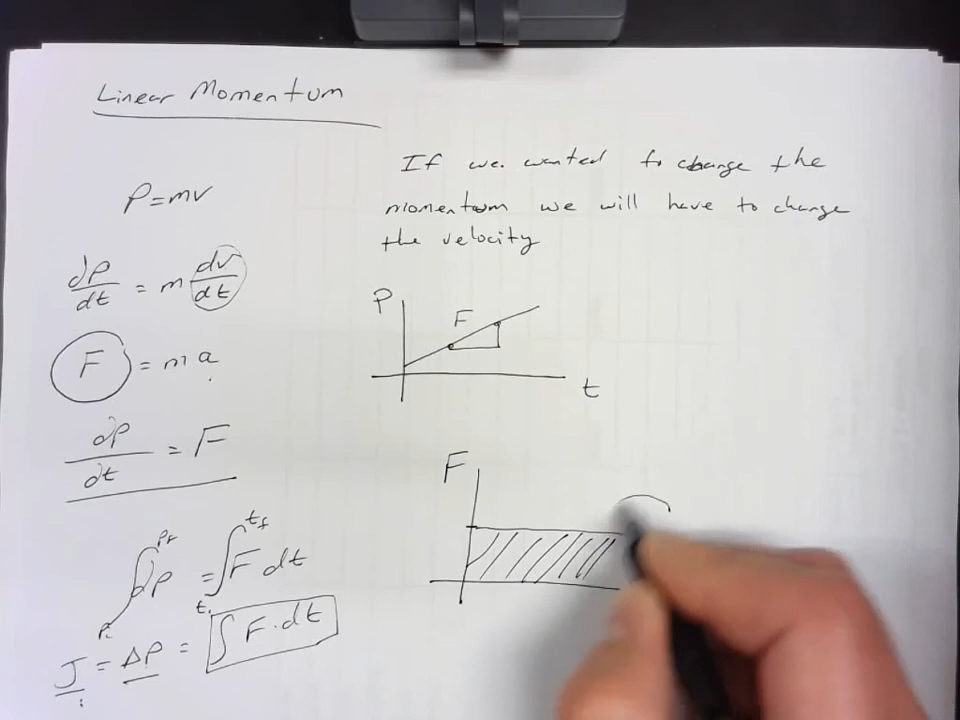 Linear Momentum
If we wanted to change the
momentum we will have to change
the velocity
P = mv
dP/dt = m dv/dt
F = ma
dP/dt = F
∫ dP = ∫ F dt
J = ΔP = ∫ F · dt
P
F
t
F